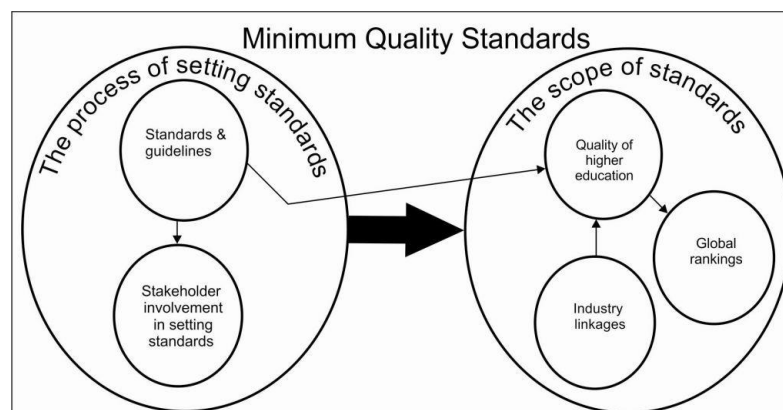 Minimum Quality Standards
The process of setting standards
Standards &
guidelines
Stakeholder
involvement
in setting
standards
The scope of standards
Quality of
higher
education
Global
rankings
Industry
linkages